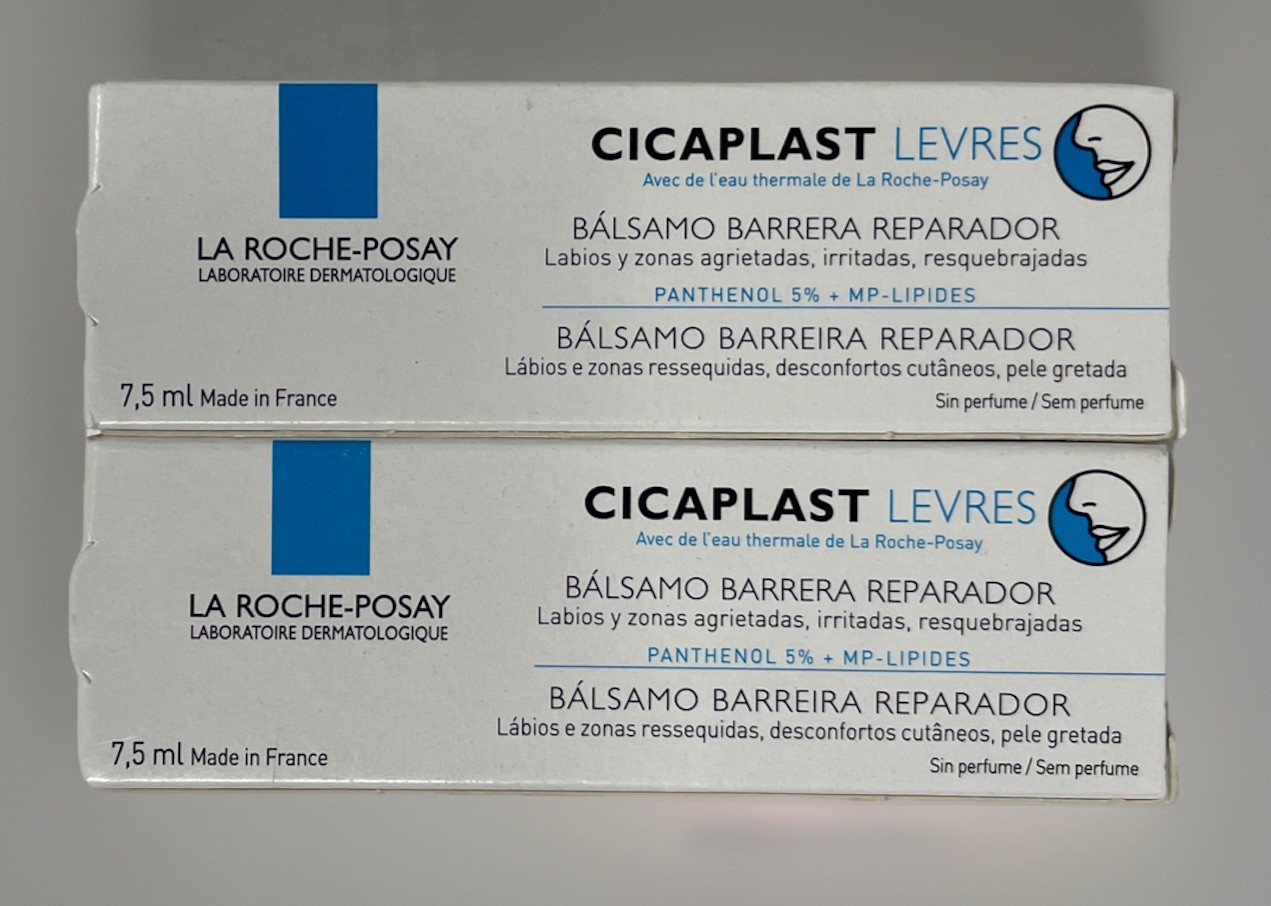 LA ROCHE-POSAY
LABORATOIRE DERMATOLOGIQUE
7,5 ml Made in France
CICAPLAST LEVRES
Avec de l'eau thermale de La Roche-Posay
BÁLSAMO BARRERA REPARADOR
Labios y zonas agrietadas, irritadas, resquebrajadas
PANTHENOL 5% + MP-LIPIDES
BÁLSAMO BARREIRA REPARADOR
Lábios e zonas ressequidas, desconfortos cutâneos, pele gretada
Sin perfume / Sem perfume
LA ROCHE-POSAY
LABORATOIRE DERMATOLOGIQUE
7,5 ml Made in France
CICAPLAST LEVRES
Avec de l'eau thermale de La Roche-Posay
BÁLSAMO BARRERA REPARADOR
Labios y zonas agrietadas, irritadas, resquebrajadas
PANTHENOL 5% + MP-LIPIDES
BÁLSAMO BARREIRA REPARADOR
Lábios e zonas ressequidas, desconfortos cutâneos, pele gretada
Sin perfume / Sem perfume